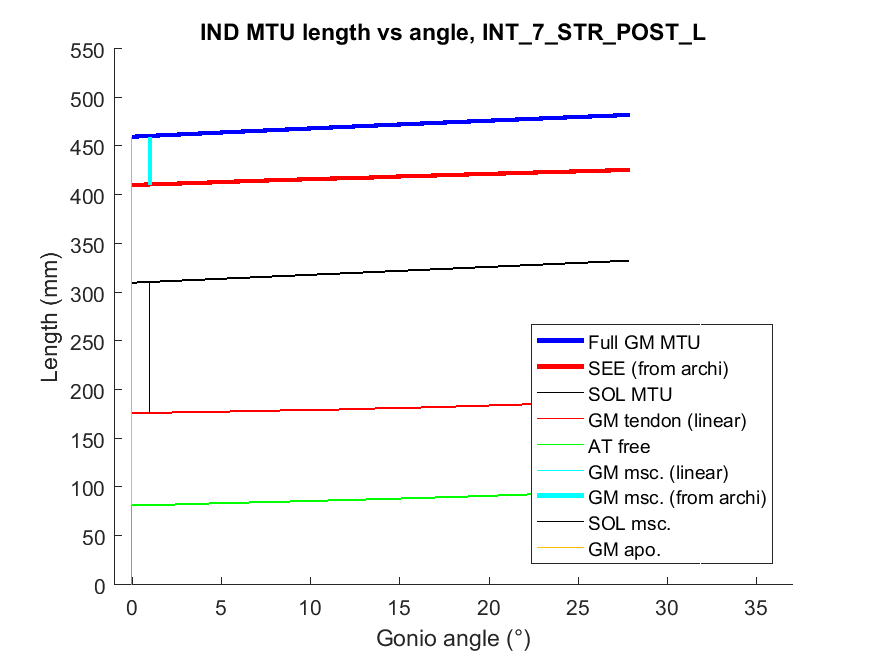 IND MTU length vs angle, INT_7_STR_POST_L
550
500
450
400
350
300
250
200
150
100
50
0
Length (mm)
Full GM MTU
SEE (from archi)
SOL MTU
GM tendon (linear)
AT free
GM msc. (linear)
GM msc. (from archi)
SOL msc.
GM apo.
0 5 10 15 20 25 30 35
Gonio angle (°)